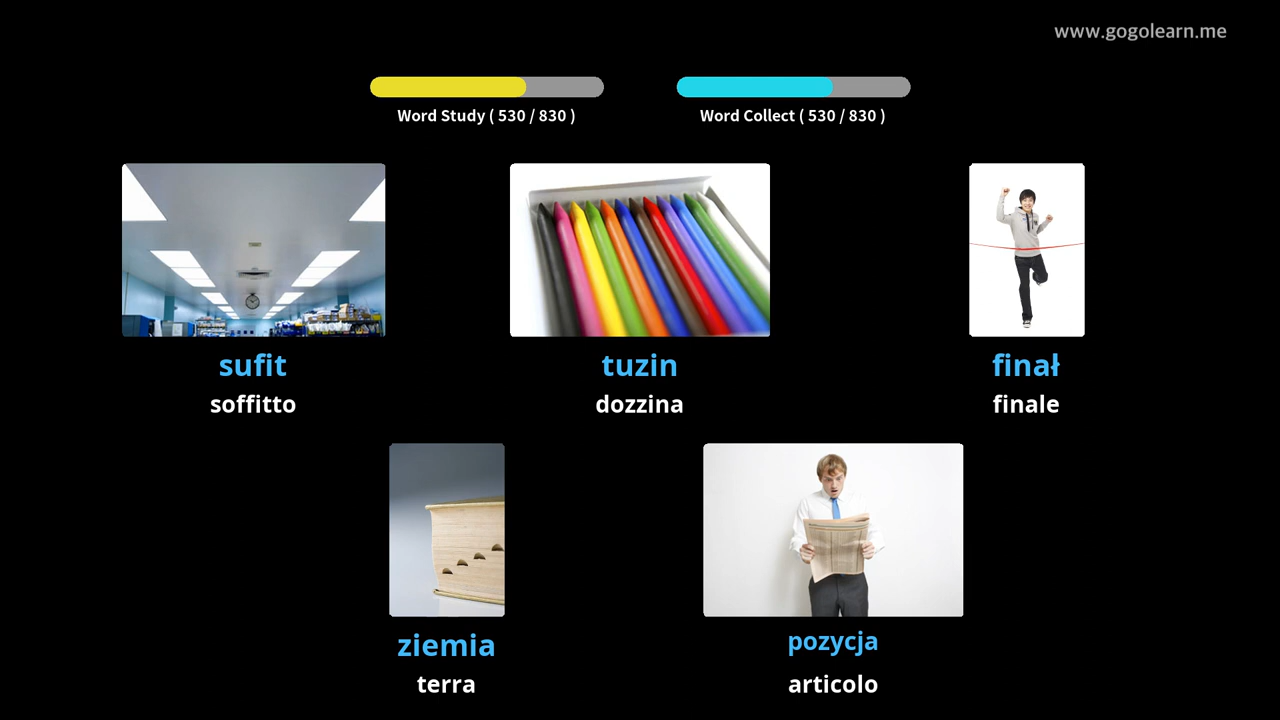 www.gogolearn.me
Word Study ( 530 / 830 )
Word Collect ( 530 / 830 )
sufit
soffitto
tuzin
dozzina
finał
finale
ziemia
terra
pozycja
articolo